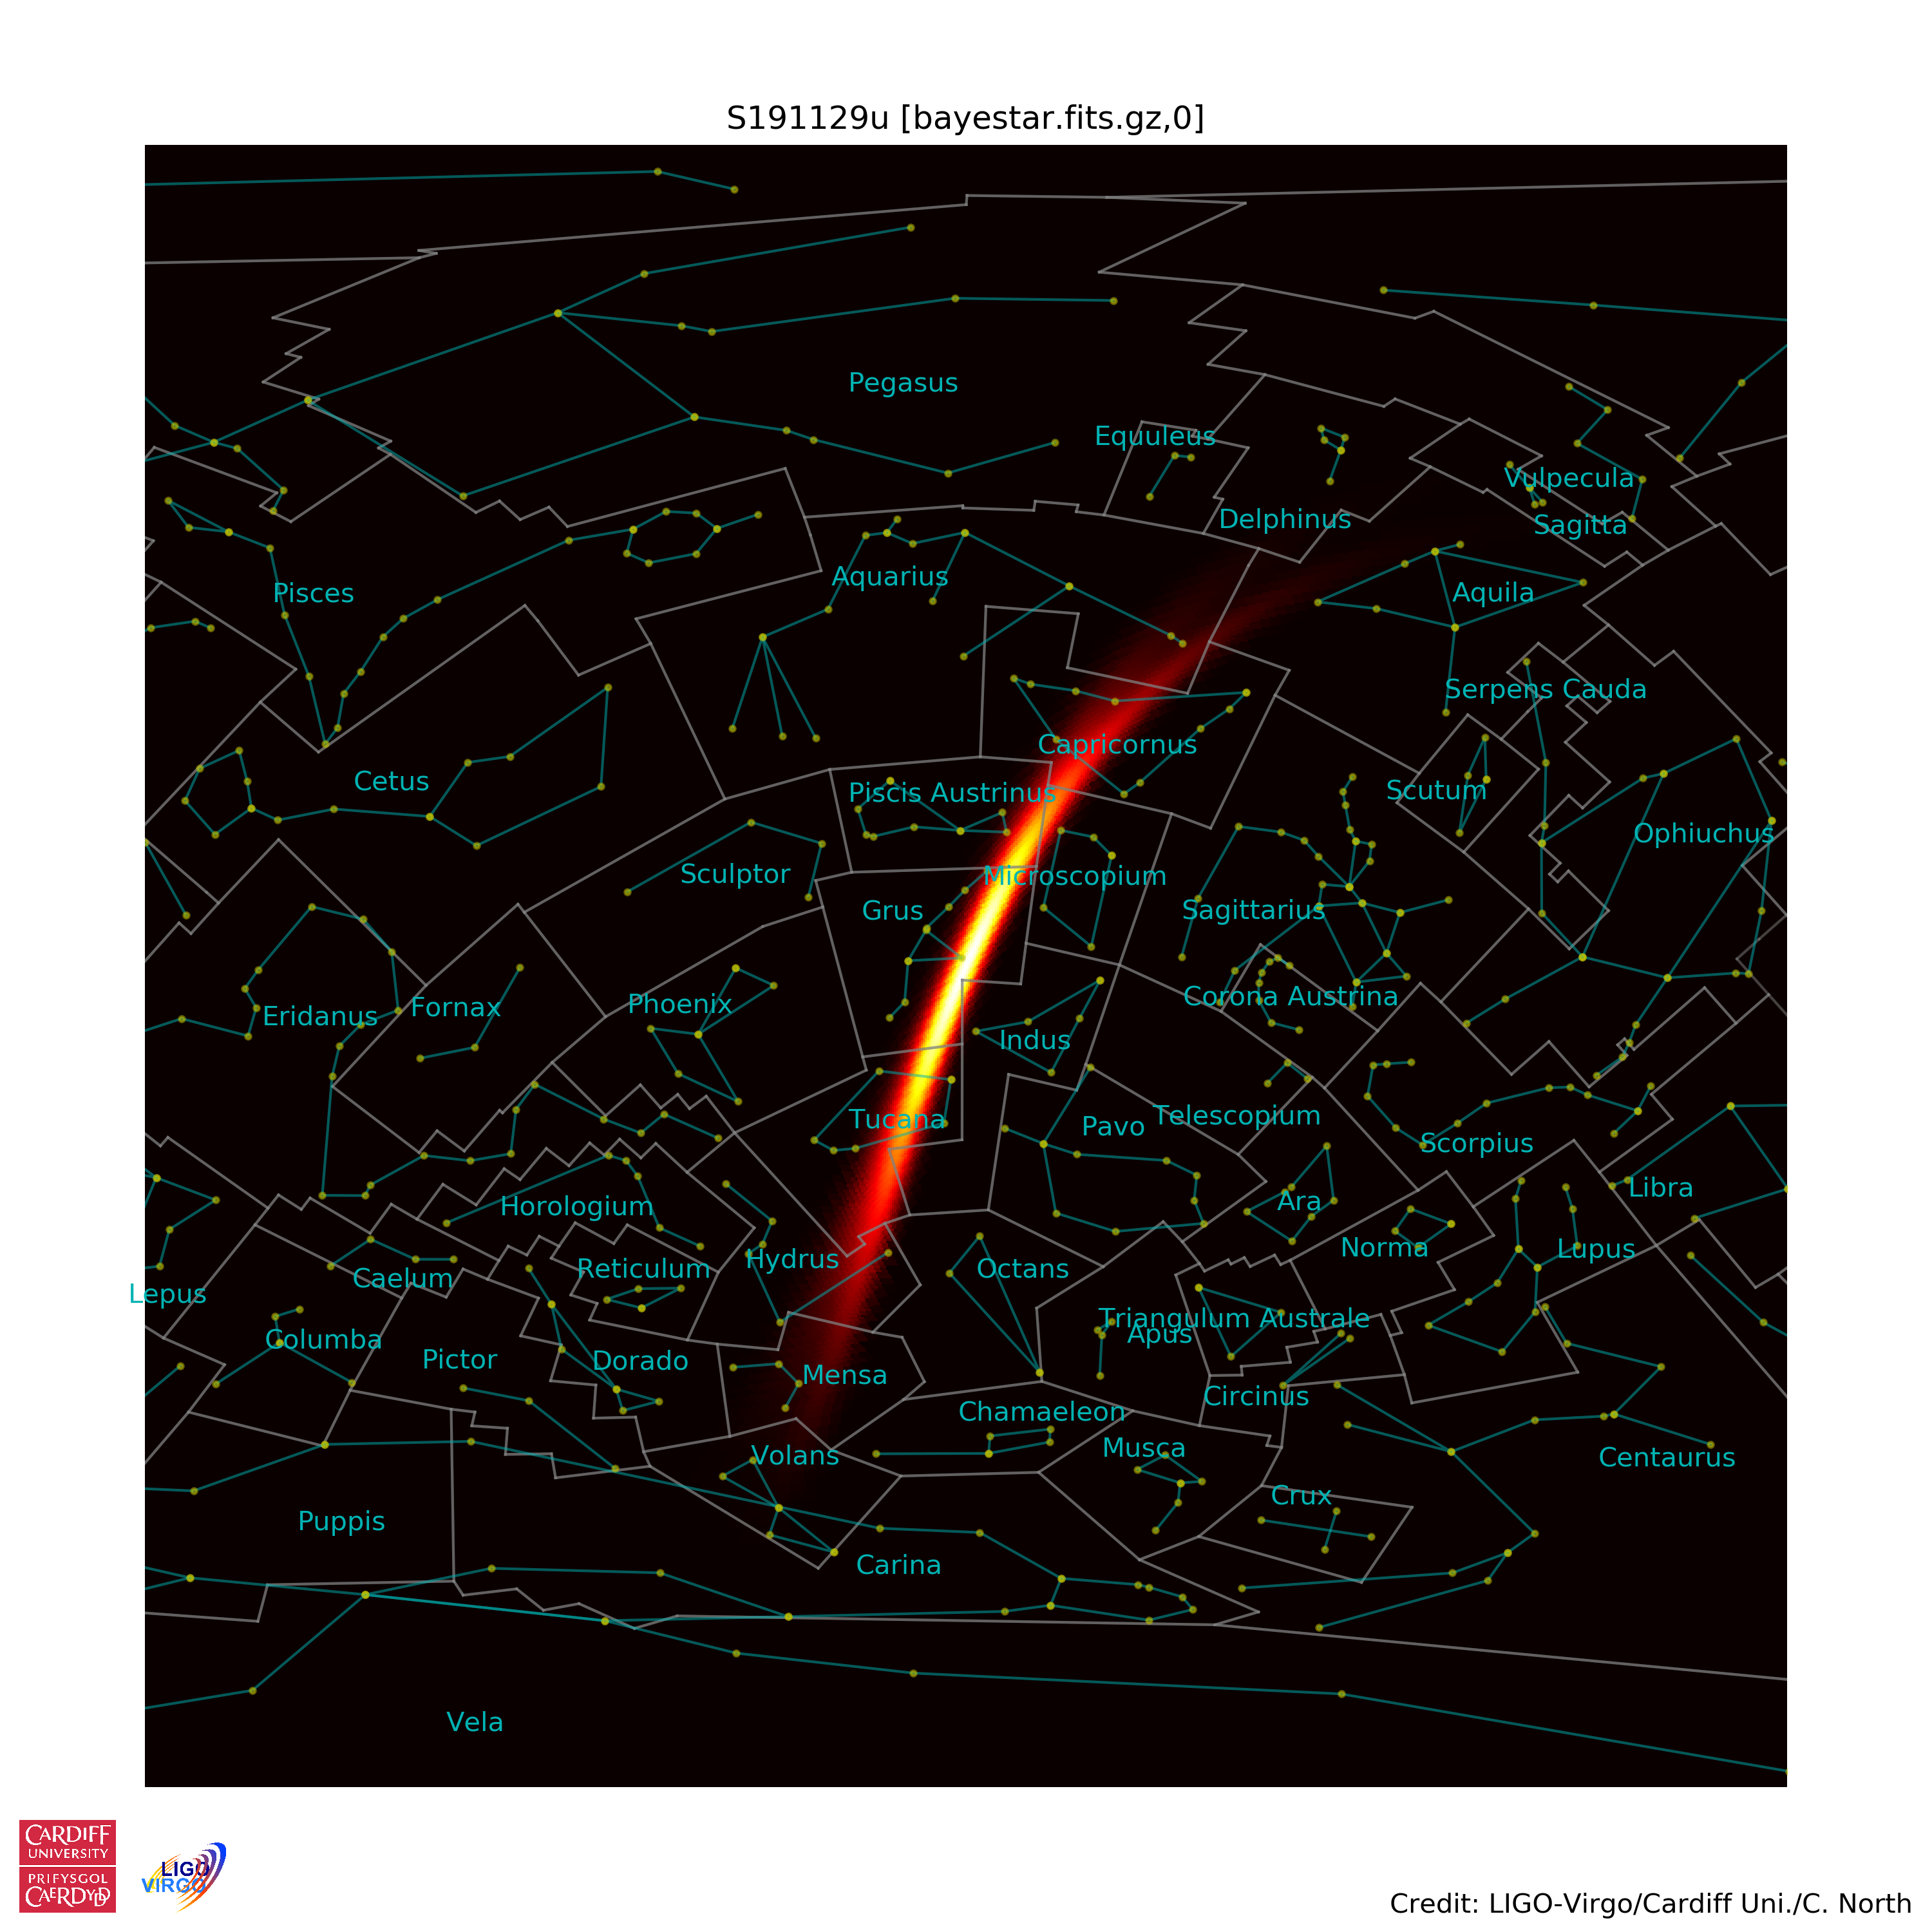 S191129u [bayestar.fits.gz,0]
Pegasus
Equuleus
Vulpecula
Delphinus
Sagitta
Aquarius
Pisces
Aquila
Serpens Cauda
Capricornus
Cetus
Piscis Austrinus
Scutum
Ophiuchus
Sculptor
Microscopium
Grus
Sagittarius
Corona Austrina
Phoenix
Fornax
Eridanus
Indus
Tucana
Telescopium
Pavo
Scorpius
Libra
Ara
Horologium
Norma
Lupus
Hydrus
Reticulum
Octans
Caelum
Lepus
Triangulum Australe
Apus
Columba
Pictor
Dorado
Mensa
Circinus
Chamaeleon
Musca
Volans
Centaurus
Crux
Puppis
Carina
Vela
CARDIFF
UNIVERSITY
PRIFYSGOL
CAERDYDD
LIGO
VIRGO
Credit: LIGO-Virgo/Cardiff Uni./C. North